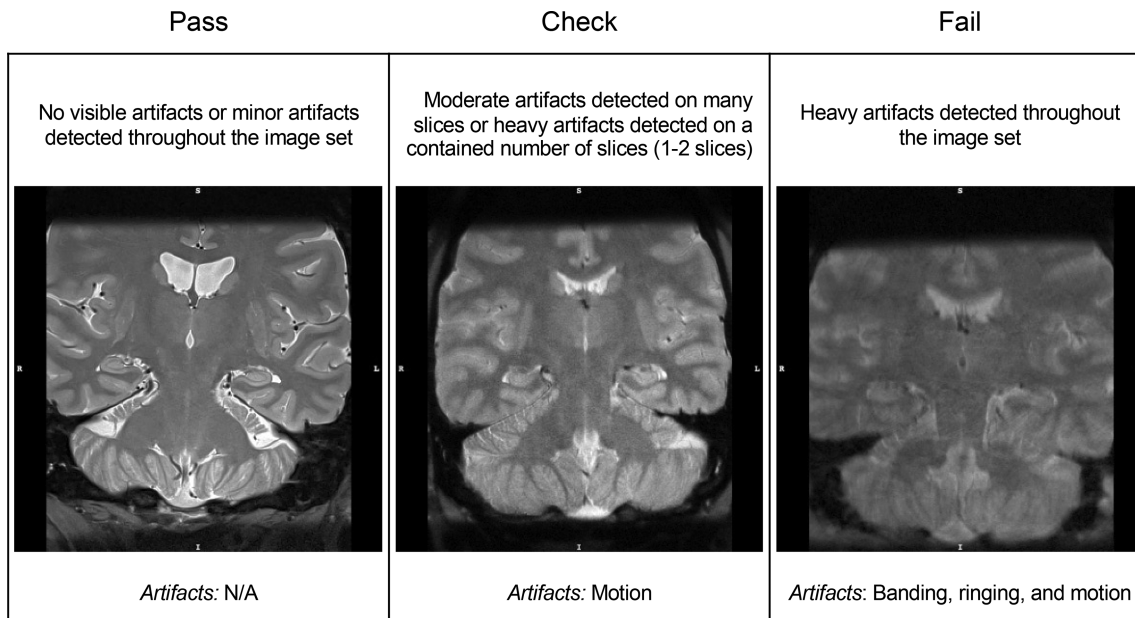 Pass
Check
Fail
No visible artifacts or minor artifacts
detected throughout the image set
Moderate artifacts detected on many
slices or heavy artifacts detected on a
contained number of slices (1-2 slices)
Heavy artifacts detected throughout
the image set
S
R
L
I
S
R
L
I
S
R
L
I
Artifacts: N/A
Artifacts: Motion
Artifacts: Banding, ringing, and motion